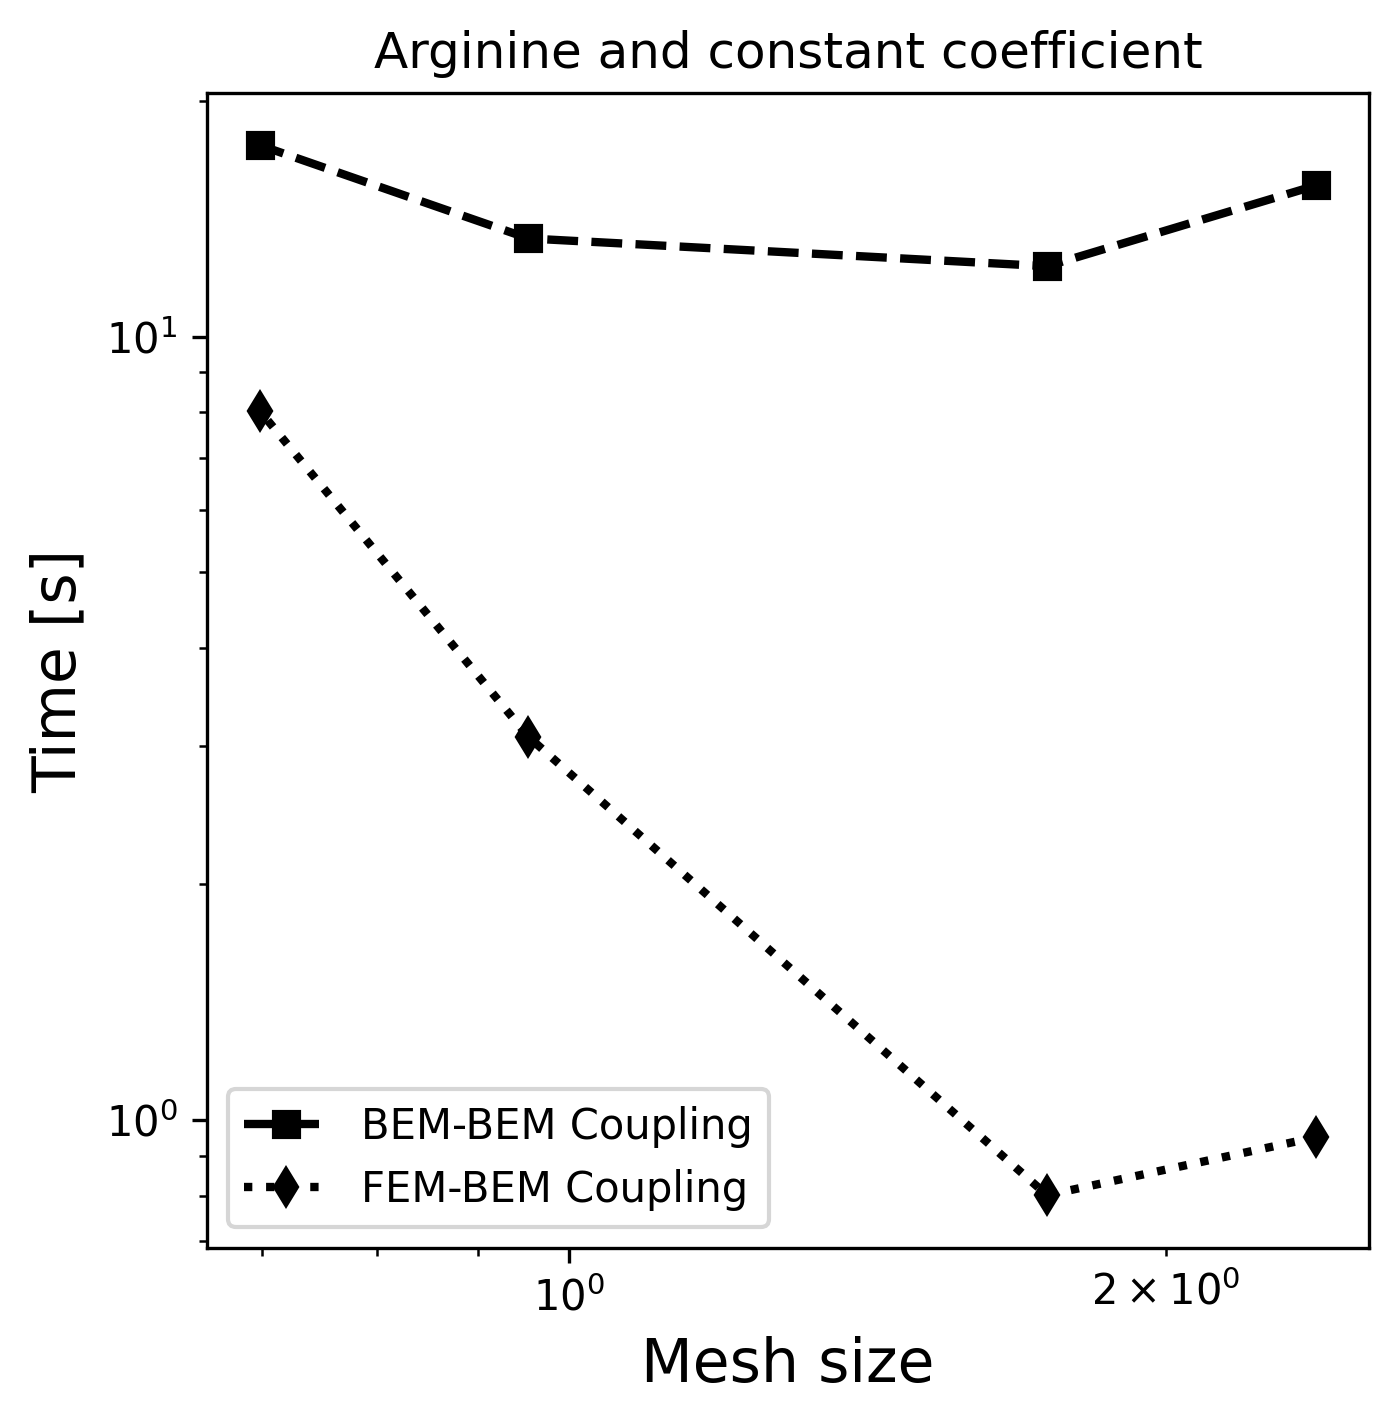 Arginine and constant coefficient
Time [s]
10¹
10⁰
BEM-BEM Coupling
FEM-BEM Coupling
10⁰
2 × 10⁰
Mesh size